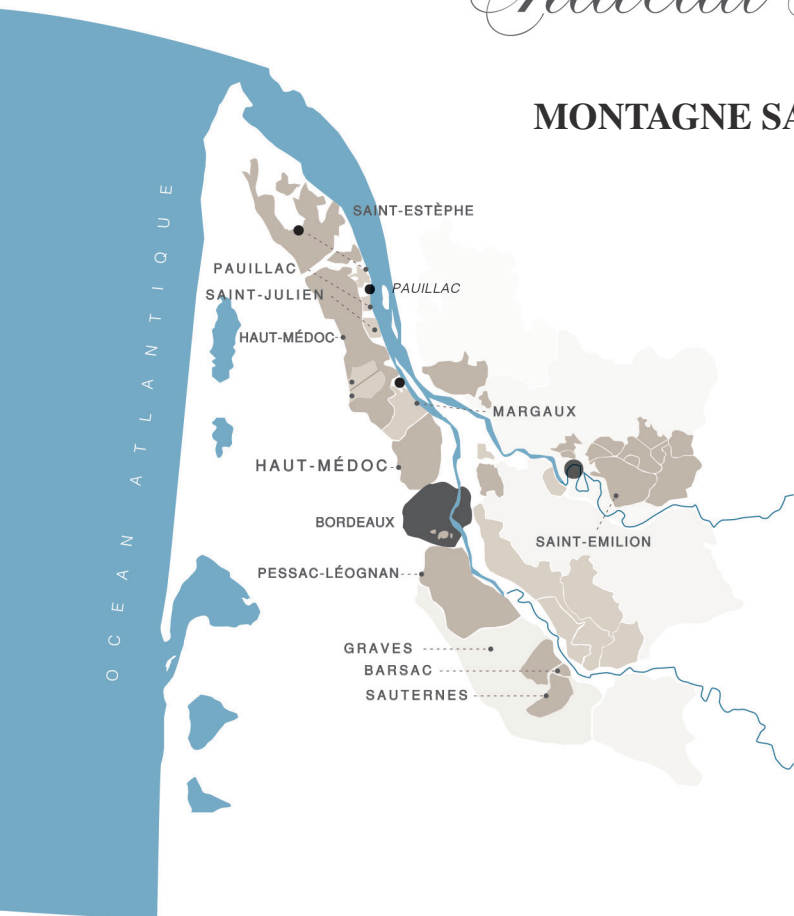 MONTAGNE SA
SAINT-ESTÈPHE
PAUILLAC
PAUILLAC
SAINT-JULIEN
HAUT-MÉDOC
MARGAUX
HAUT-MÉDOC
BORDEAUX
SAINT-EMILION
PESSAC-LÉOGNAN
GRAVES
BARSAC
SAUTERNES
OCEAN ATLANTIQUE